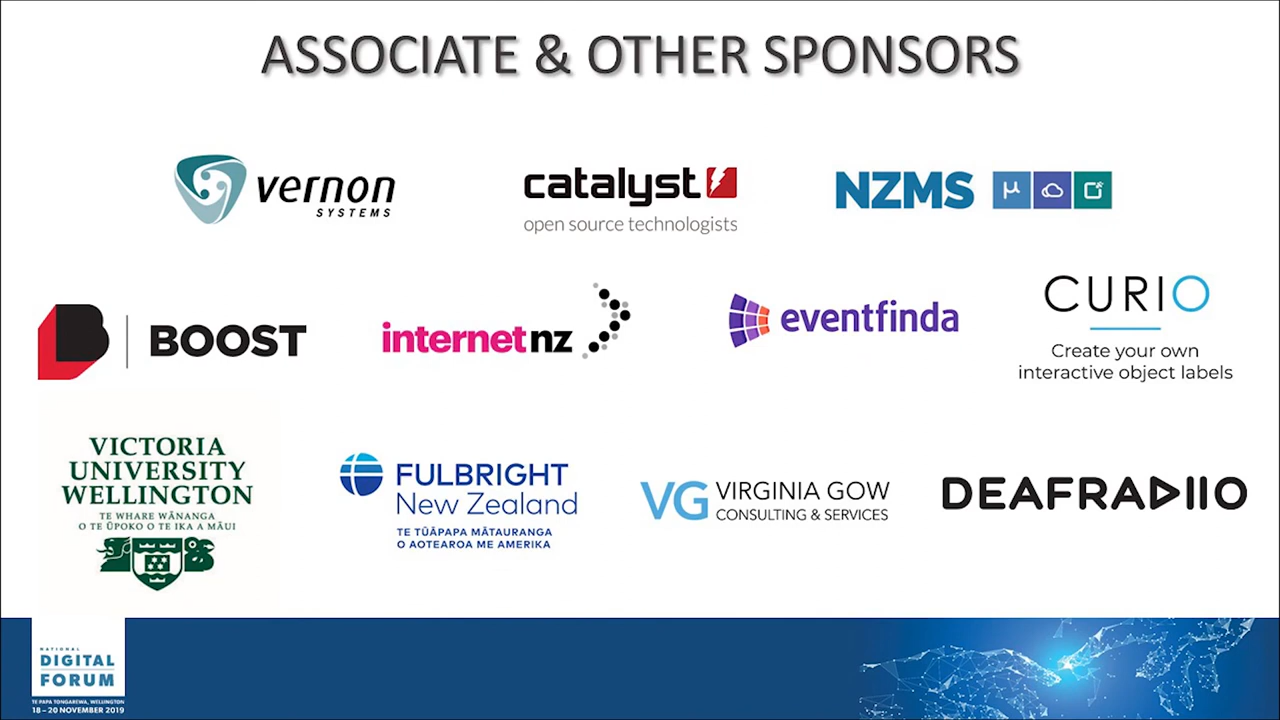 ASSOCIATE & OTHER SPONSORS
vernon
SYSTEMS
catalyst
open source technologists
NZMS
µ
B
BOOST
internetnz
eventfinda
CURIO
Create your own
interactive object labels
VICTORIA
UNIVERSITY
WELLINGTON
TE WHARE WĀNANGA
O TE ŪPOKO O TE IKA A MĀUI
FULBRIGHT
New Zealand
TE TŪĀPAPA MĀTAURANGA
O AOTEAROA ME AMERIKA
VG
VIRGINIA GOW
CONSULTING & SERVICES
DEAFRADIO
NATIONAL
DIGITAL
FORUM
TE PAPA TONGAREWA, WELLINGTON
18 – 20 NOVEMBER 2019